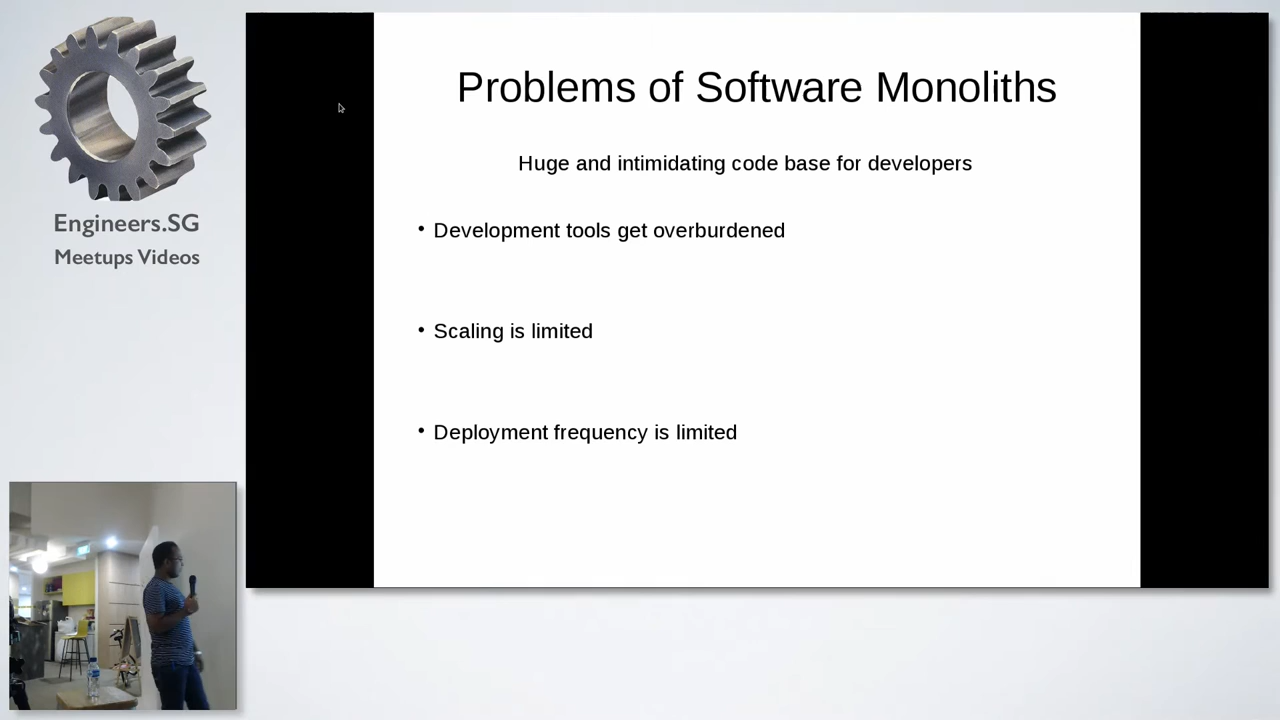 Engineers.SG
Meetups Videos
Problems of Software Monoliths
Huge and intimidating code base for developers
• Development tools get overburdened
• Scaling is limited
• Deployment frequency is limited